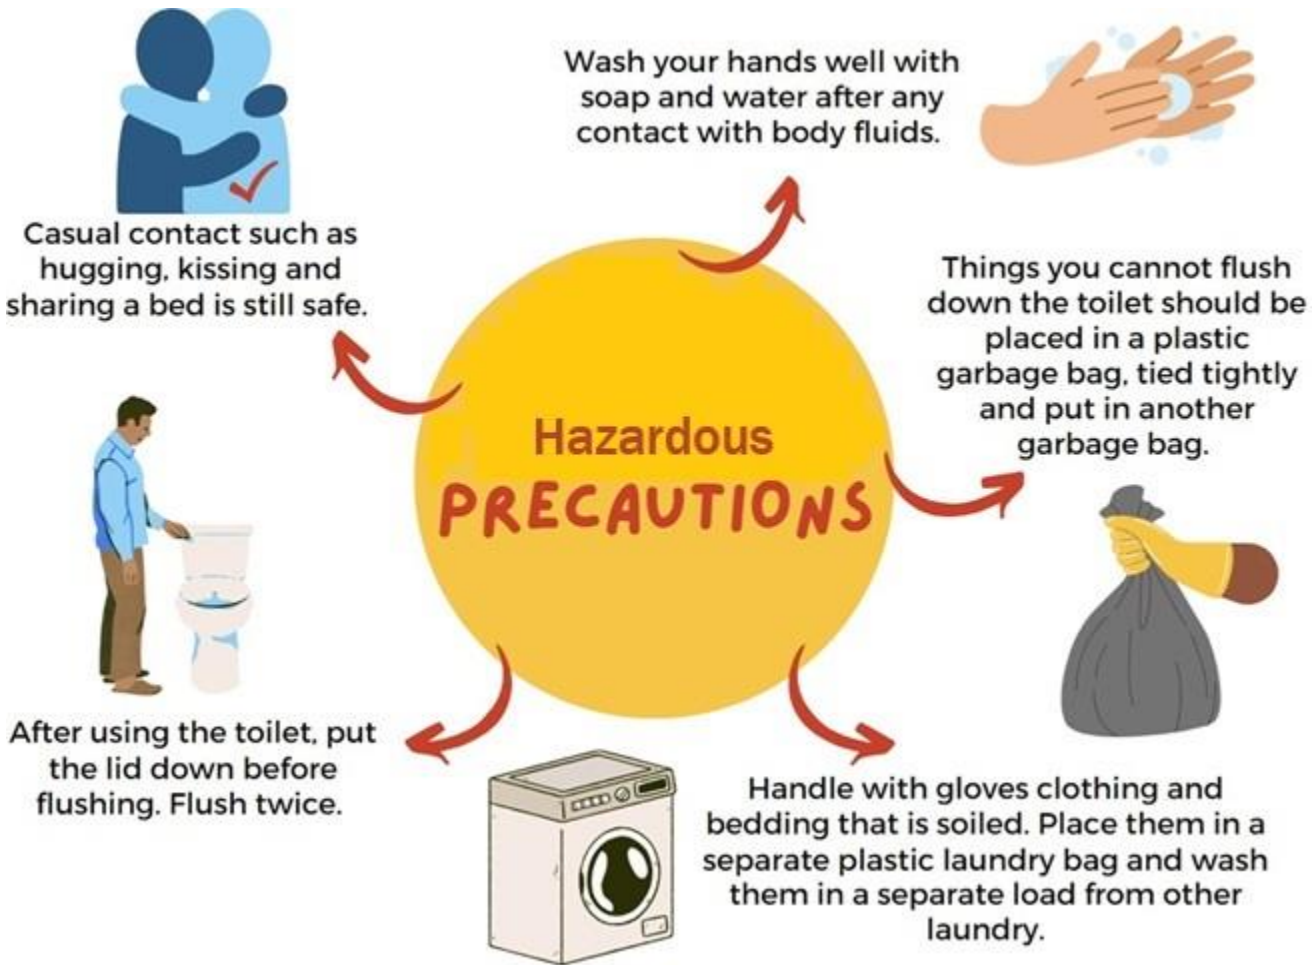 Hazardous
PRECAUTIONS
Wash your hands well with
soap and water after any
contact with body fluids.
Things you cannot flush
down the toilet should be
placed in a plastic
garbage bag, tied tightly
and put in another
garbage bag.
Handle with gloves clothing and
bedding that is soiled. Place them in a
separate plastic laundry bag and wash
them in a separate load from other
laundry.
After using the toilet, put
the lid down before
flushing. Flush twice.
Casual contact such as
hugging, kissing and
sharing a bed is still safe.